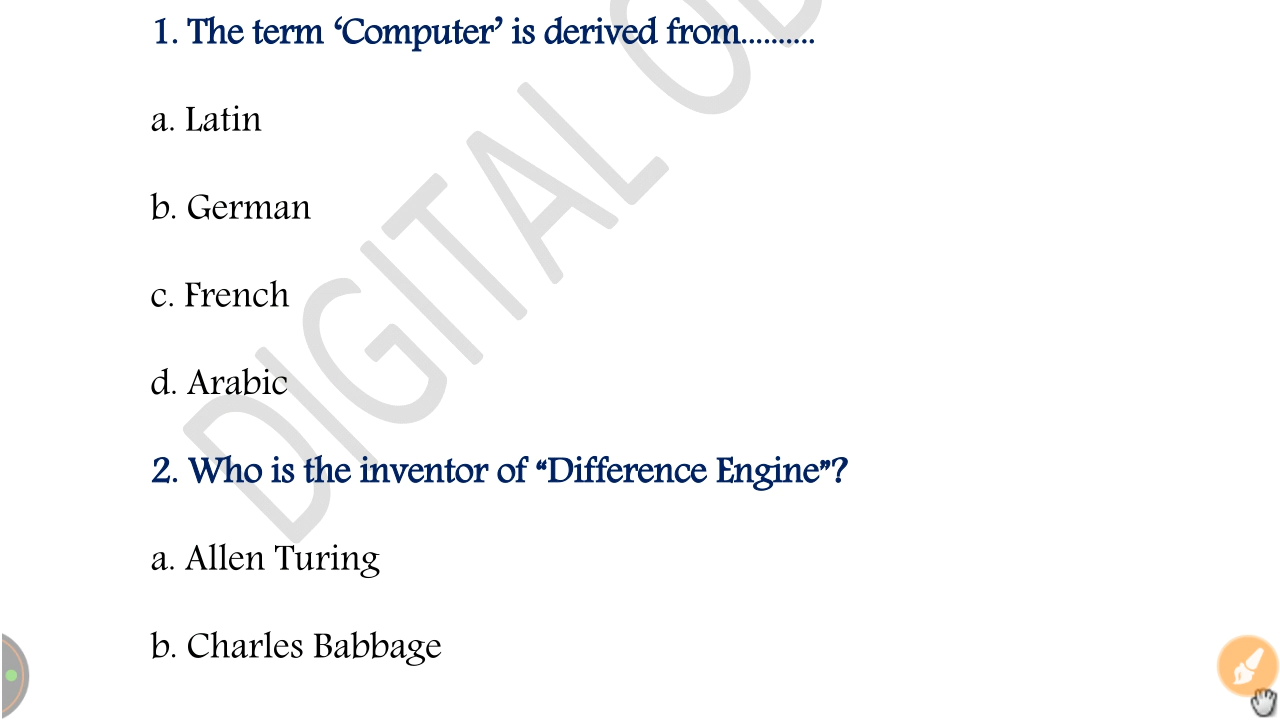 1. The term ‘Computer’ is derived from..........
a. Latin
b. German
c. French
d. Arabic
2. Who is the inventor of “Difference Engine”?
a. Allen Turing
b. Charles Babbage
DIGITAL